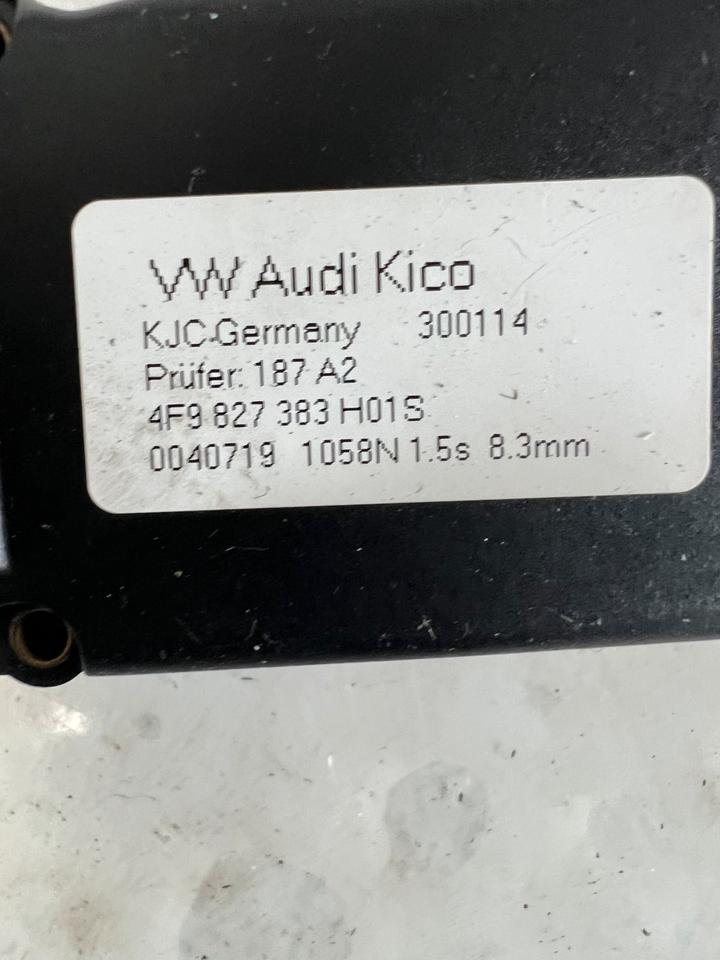 VW Audi Kico
KJC-Germany 300114
Prüfer: 187 A2
4F9 827 383 H01S
0040719 1058N 1.5s 8.3mm